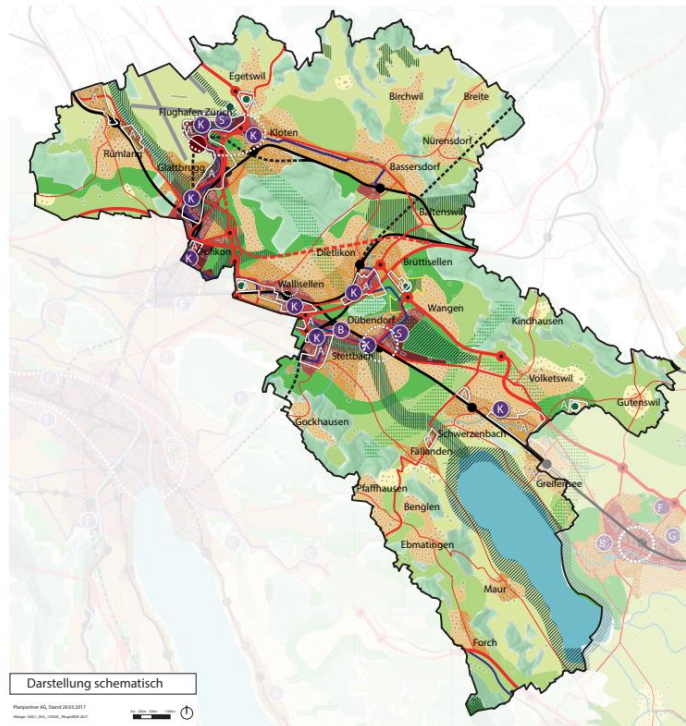 Egetswil
Birchwil
Breite
Flughafen Zürich
K
S
K
Kloten
A
Rümlang
Nürensdorf
Glattbrugg
Bassersdorf
A
K
Baltenswil
Opfikon
K
Dietlikon
Brüttisellen
Wallisellen
K
A
K
Wangen
A
Dübendorf
K
B
S
K
Kindhausen
Stettbach
A
Volketswil
Gutenswil
K
A
Gockhausen
A
Schwerzenbach
Fällanden
Greifensee
Pfaffhausen
Benglen
F
B
G
Ebmatingen
Maur
Forch
Darstellung schematisch
Planpartner AG, Stand 29.03.2017